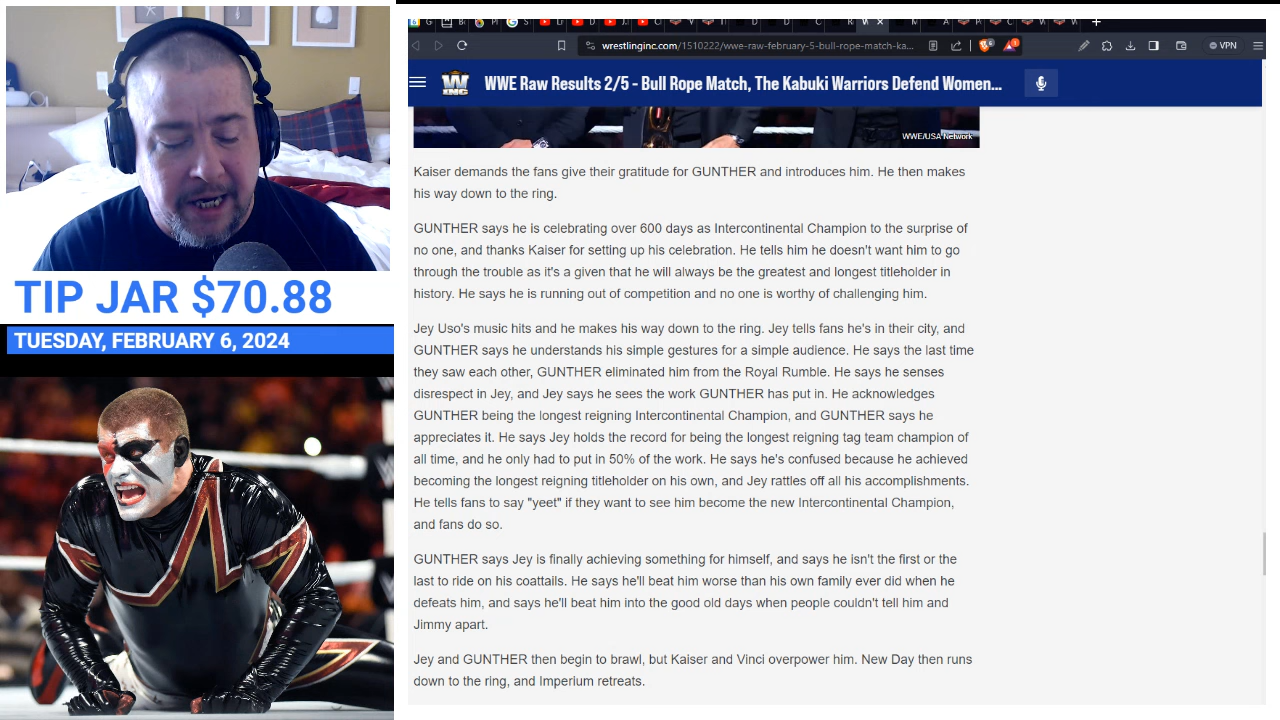 TIP JAR $70.88
TUESDAY, FEBRUARY 6, 2024
wrestlinginc.com/1510222/wwe-raw-february-5-bull-rope-match-ka...
VPN
W
ING
WWE Raw Results 2/5 - Bull Rope Match, The Kabuki Warriors Defend Women...
WWE/USA Network
Kaiser demands the fans give their gratitude for GUNTHER and introduces him. He then makes
his way down to the ring.
GUNTHER says he is celebrating over 600 days as Intercontinental Champion to the surprise of
no one, and thanks Kaiser for setting up his celebration. He tells him he doesn't want him to go
through the trouble as it's a given that he will always be the greatest and longest titleholder in
history. He says he is running out of competition and no one is worthy of challenging him.
Jey Uso's music hits and he makes his way down to the ring. Jey tells fans he's in their city, and
GUNTHER says he understands his simple gestures for a simple audience. He says the last time
they saw each other, GUNTHER eliminated him from the Royal Rumble. He says he senses
disrespect in Jey, and Jey says he sees the work GUNTHER has put in. He acknowledges
GUNTHER being the longest reigning Intercontinental Champion, and GUNTHER says he
appreciates it. He says Jey holds the record for being the longest reigning tag team champion of
all time, and he only had to put in 50% of the work. He says he's confused because he achieved
becoming the longest reigning titleholder on his own, and Jey rattles off all his accomplishments.
He tells fans to say "yeet" if they want to see him become the new Intercontinental Champion,
and fans do so.
GUNTHER says Jey is finally achieving something for himself, and says he isn't the first or the
last to ride on his coattails. He says he'll beat him worse than his own family ever did when he
defeats him, and says he'll beat him into the good old days when people couldn't tell him and
Jimmy apart.
Jey and GUNTHER then begin to brawl, but Kaiser and Vinci overpower him. New Day then runs
down to the ring, and Imperium retreats.